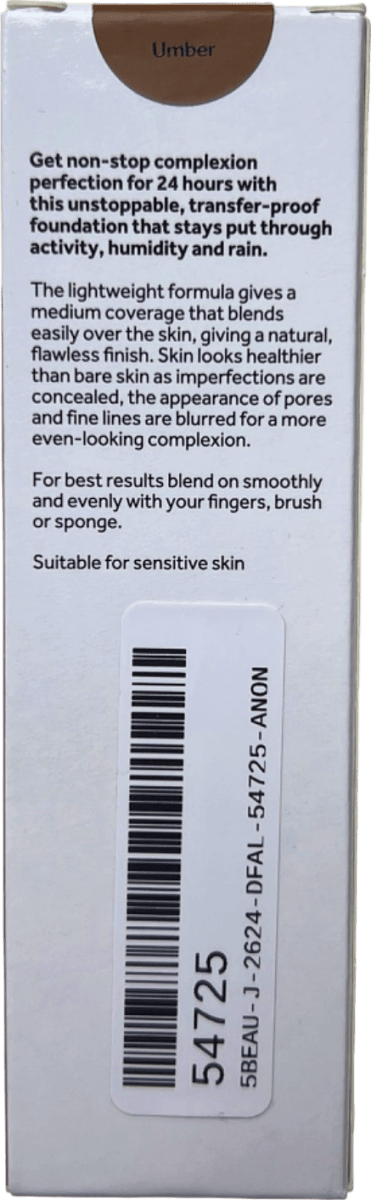 Umber
Get non-stop complexion
perfection for 24 hours with
this unstoppable, transfer-proof
foundation that stays put through
activity, humidity and rain.
The lightweight formula gives a
medium coverage that blends
easily over the skin, giving a natural,
flawless finish. Skin looks healthier
than bare skin as imperfections are
concealed, the appearance of pores
and fine lines are blurred for a more
even-looking complexion.
For best results blend on smoothly
and evenly with your fingers, brush
or sponge.
Suitable for sensitive skin
54725
5BEAU-J-2624-DFAL-54725-ANON